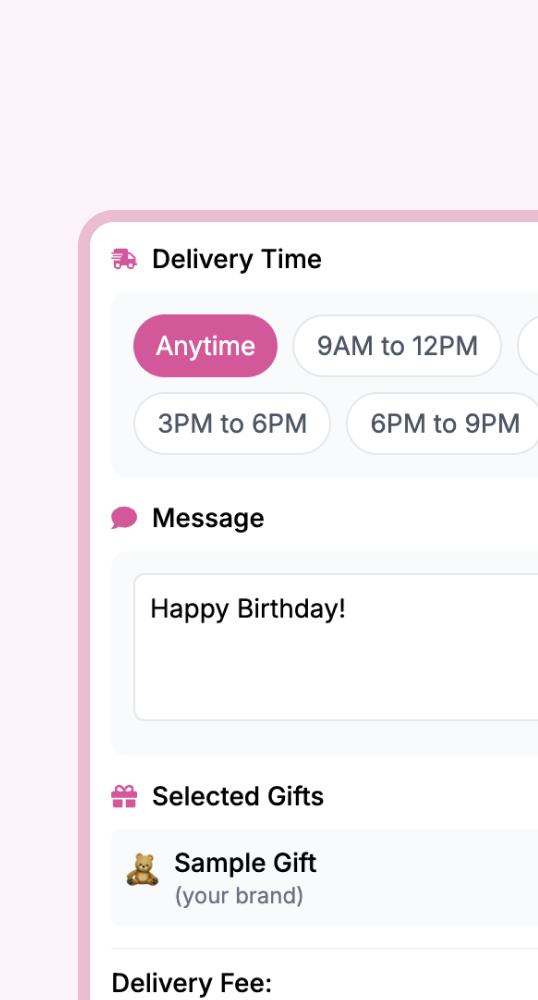 Delivery Time
Anytime 9AM to 12PM
3PM to 6PM 6PM to 9PM
Message
Happy Birthday!
Selected Gifts
Sample Gift
(your brand)
Delivery Fee: